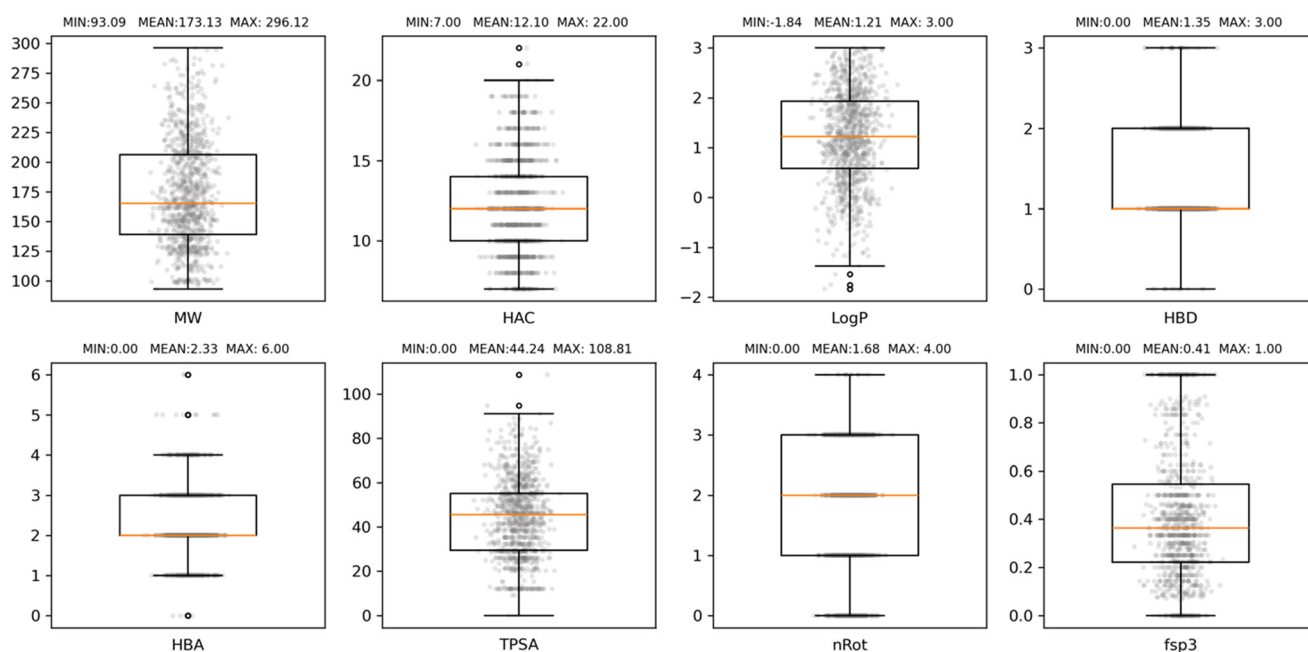 MIN:93.09 MEAN:173.13 MAX: 296.12
300
275
250
225
200
175
150
125
100
MW
MIN:7.00 MEAN:12.10 MAX: 22.00
20
15
10
HAC
MIN:-1.84 MEAN:1.21 MAX: 3.00
3
2
1
0
−1
−2
LogP
MIN:0.00 MEAN:1.35 MAX: 3.00
3
2
1
0
HBD
MIN:0.00 MEAN:2.33 MAX: 6.00
6
5
4
3
2
1
0
HBA
MIN:0.00 MEAN:44.24 MAX: 108.81
100
80
60
40
20
0
TPSA
MIN:0.00 MEAN:1.68 MAX: 4.00
4
3
2
1
0
nRot
MIN:0.00 MEAN:0.41 MAX: 1.00
1.0
0.8
0.6
0.4
0.2
0.0
fsp3